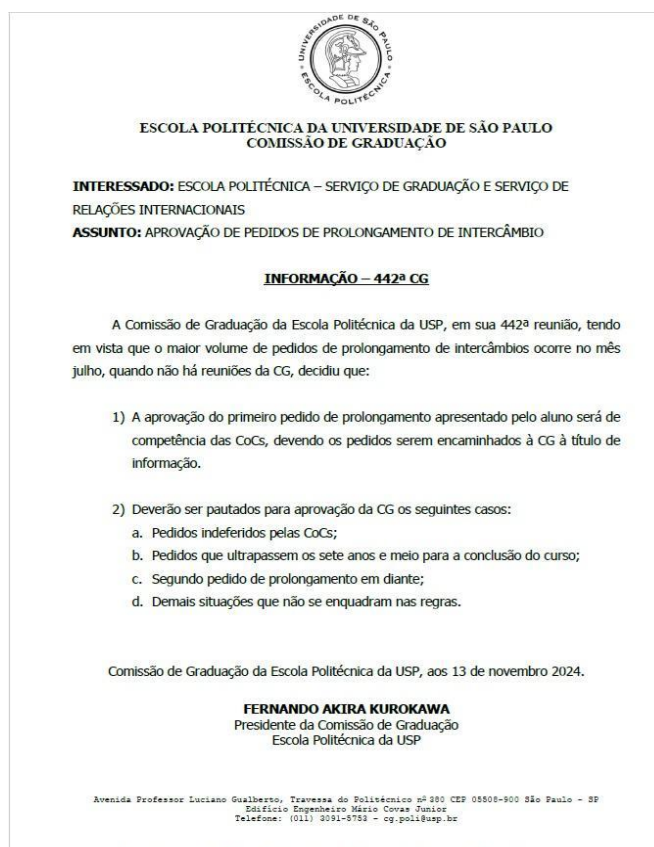 UNIVERSIDADE DE SÃO PAULO
ESCOLA POLITÉCNICA
ESCOLA POLITÉCNICA DA UNIVERSIDADE DE SÃO PAULO
COMISSÃO DE GRADUAÇÃO
INTERESSADO: ESCOLA POLITÉCNICA – SERVIÇO DE GRADUAÇÃO E SERVIÇO DE
RELAÇÕES INTERNACIONAIS
ASSUNTO: APROVAÇÃO DE PEDIDOS DE PROLONGAMENTO DE INTERCÂMBIO
INFORMAÇÃO – 442ª CG
A Comissão de Graduação da Escola Politécnica da USP, em sua 442ª reunião, tendo
em vista que o maior volume de pedidos de prolongamento de intercâmbios ocorre no mês
julho, quando não há reuniões da CG, decidiu que:
1) A aprovação do primeiro pedido de prolongamento apresentado pelo aluno será de
competência das CoCs, devendo os pedidos serem encaminhados à CG à título de
informação.
2) Deverão ser pautados para aprovação da CG os seguintes casos:
a. Pedidos indeferidos pelas CoCs;
b. Pedidos que ultrapassem os sete anos e meio para a conclusão do curso;
c. Segundo pedido de prolongamento em diante;
d. Demais situações que não se enquadram nas regras.
Comissão de Graduação da Escola Politécnica da USP, aos 13 de novembro 2024.
FERNANDO AKIRA KUROKAWA
Presidente da Comissão de Graduação
Escola Politécnica da USP
Avenida Professor Luciano Gualberto, Travessa do Politécnico nº 380 CEP 05508-900 São Paulo - SP
Edifício Engenheiro Mário Covas Junior
Telefone: (011) 3091-5753 - cg.poli@usp.br